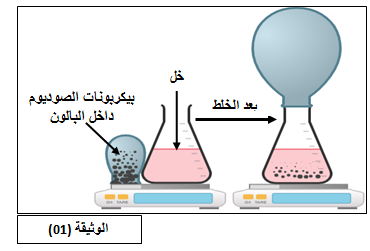 خل
بيكربونات الصوديوم
داخل البالون
بعد الخلط
الوثيقة (01)